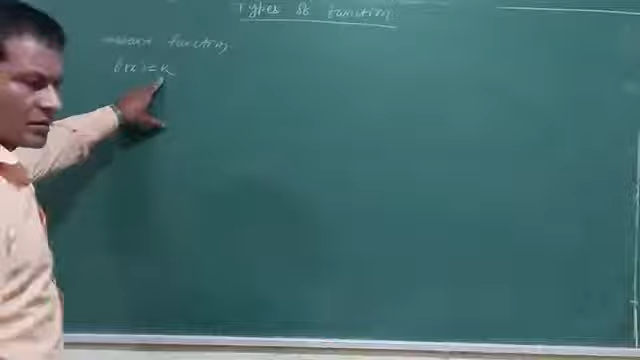 Types of function
function
f(x) = k